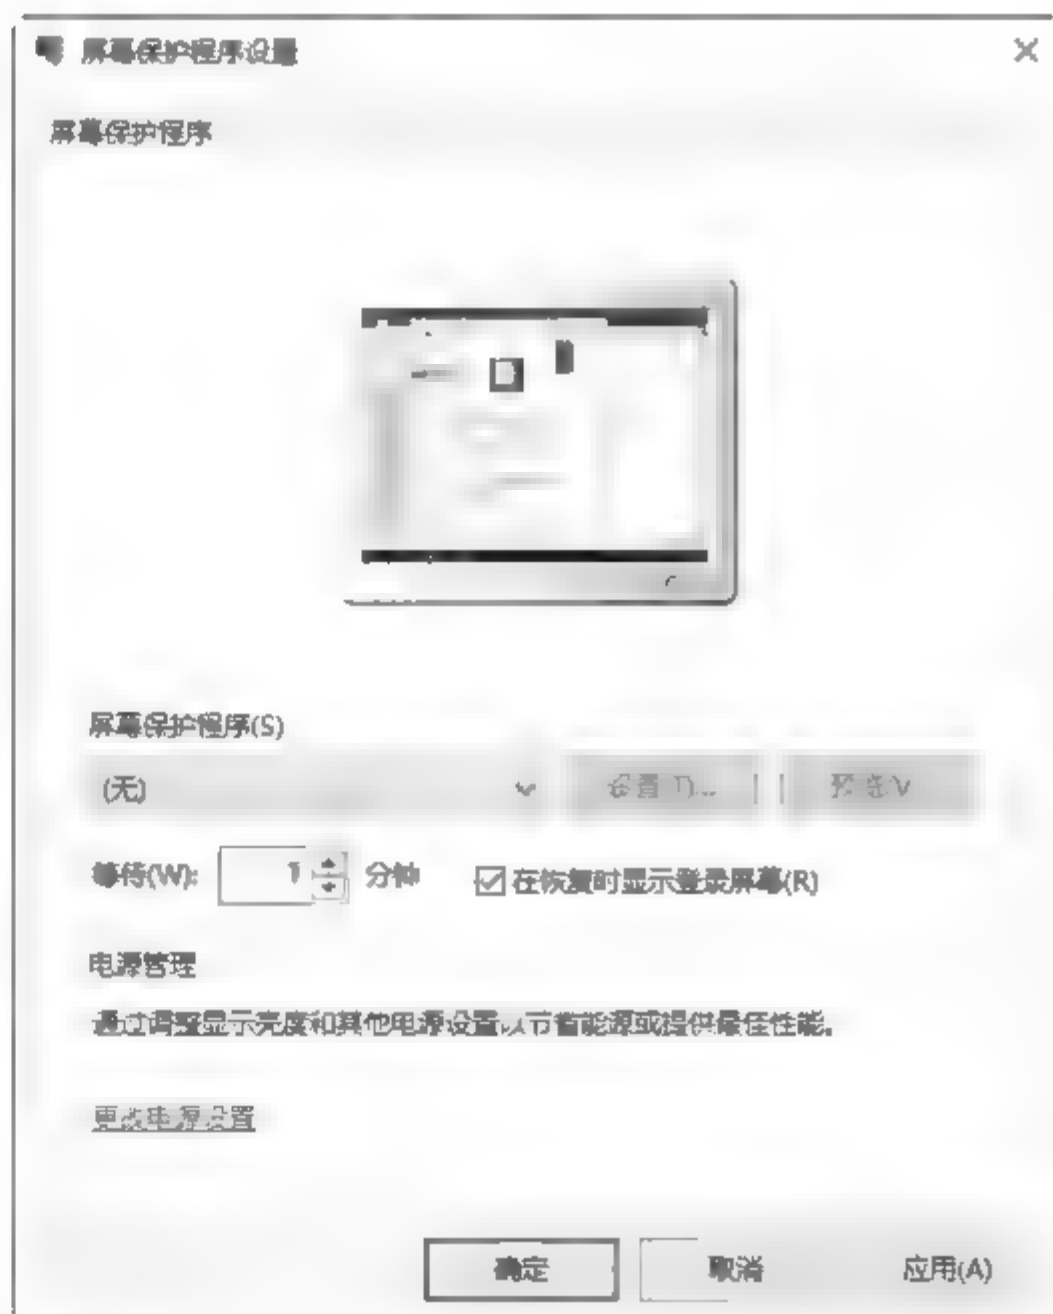 屏幕保护程序设置
屏幕保护程序
屏幕保护程序(S)
(无) 设置(T)... 预览(V)
等待(W): 1 分钟 在恢复时显示登录屏幕(R)
电源管理
通过调整显示亮度和其他电源设置以节省能源或提供最佳性能。
更改电源设置
确定 取消 应用(A)